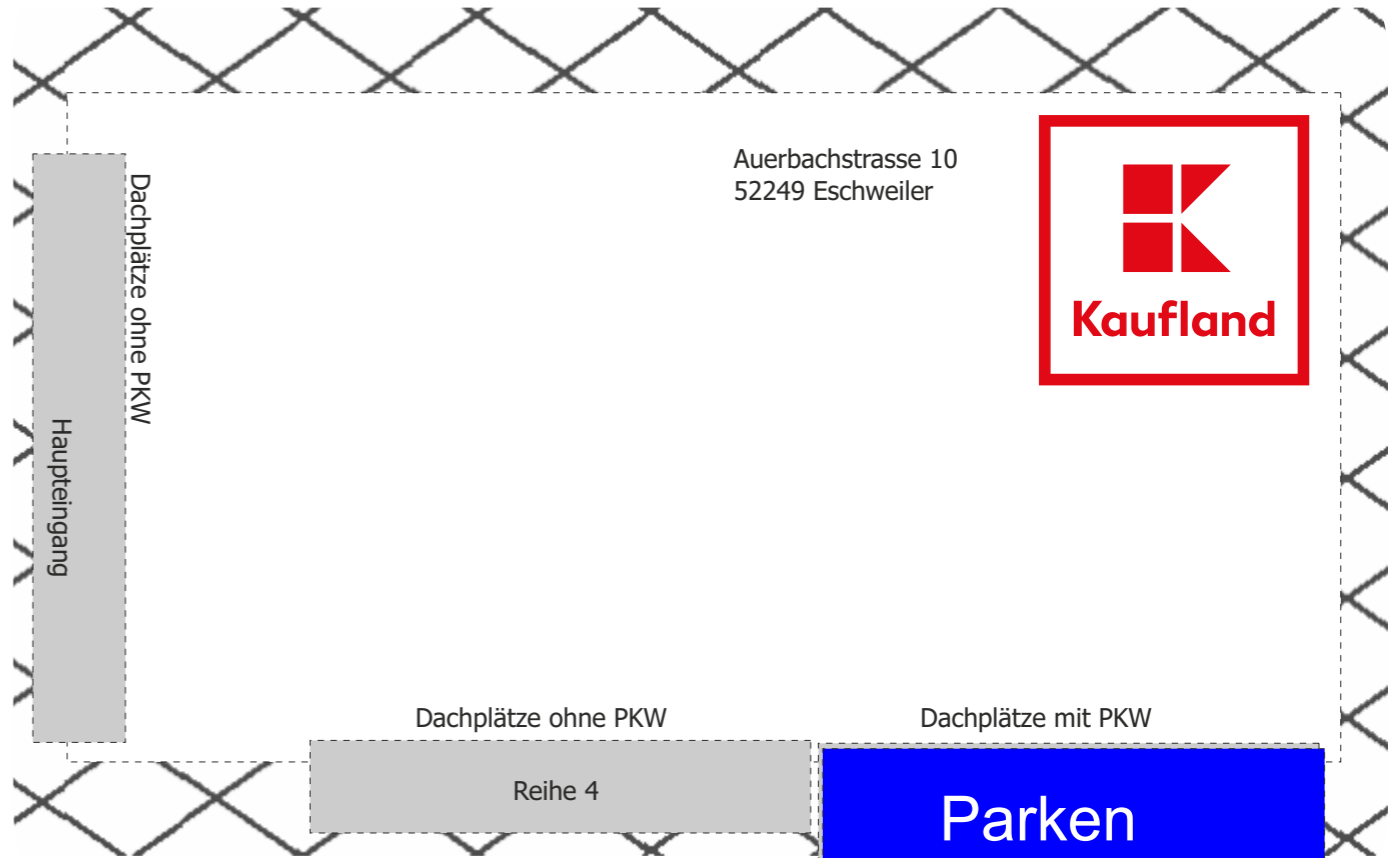 Auerbachstrasse 10
52249 Eschweiler
Kaufland
Dachplätze ohne PKW
Haupteingang
Dachplätze ohne PKW
Dachplätze mit PKW
Reihe 4
Parken